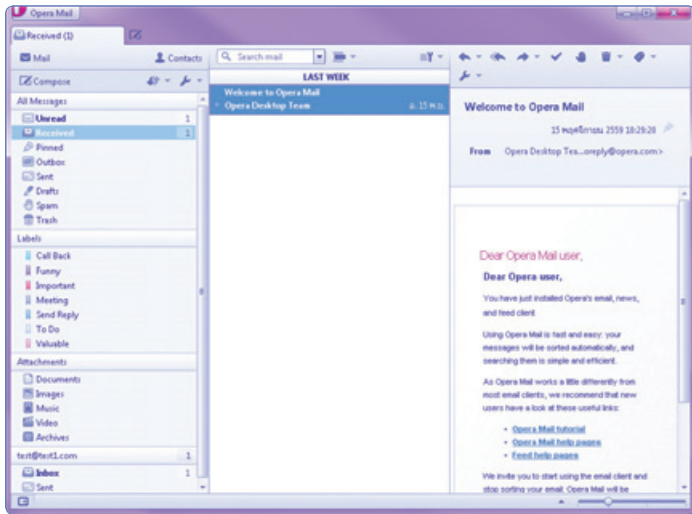 Opera Mail
Received (1)
Mail
Contacts
Compose
All Messages
Unread 1
Received 1
Pinned
Outbox
Sent
Drafts
Spam
Trash
Labels
Call Back
Funny
Important
Meeting
Send Reply
To Do
Valuable
Attachments
Documents
Images
Music
Video
Archives
test@test1.com 1
Inbox 1
Sent
Search mail
LAST WEEK
Welcome to Opera Mail
Opera Desktop Team อ. 15 พ.ย.
Welcome to Opera Mail
15 พฤศจิกายน 2559 18:29:20
From Opera Desktop Tea...oreply@opera.com>
Dear Opera Mail user,
Dear Opera user,
You have just installed Opera's email, news,
and feed client
Using Opera Mail is fast and easy: your
messages will be sorted automatically, and
searching them is simple and efficient.
As Opera Mail works a little differently from
most email clients, we recommend that new
users have a look at these useful links:
• Opera Mail tutorial
• Opera Mail help pages
• Feed help pages
We invite you to start using the email client and
stop sorting your email. Opera Mail will be